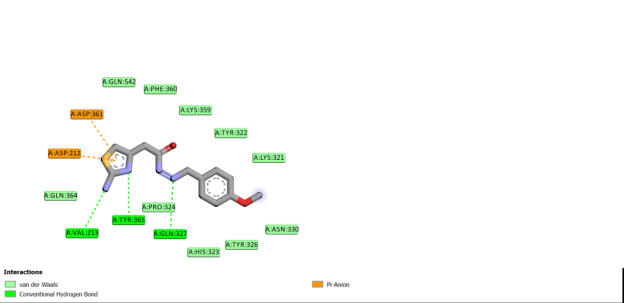 A:GLN:542
A:PHE:360
A:LYS:359
A:ASP:361
A:TYR:322
A:ASP:212
A:LYS:321
A:GLN:364
A:PRO:324
A:TYR:365
A:VAL:213
A:GLN:327
A:ASN:330
A:TYR:326
A:HIS:323
Interactions
van der Waals
Pi-Anion
Conventional Hydrogen Bond